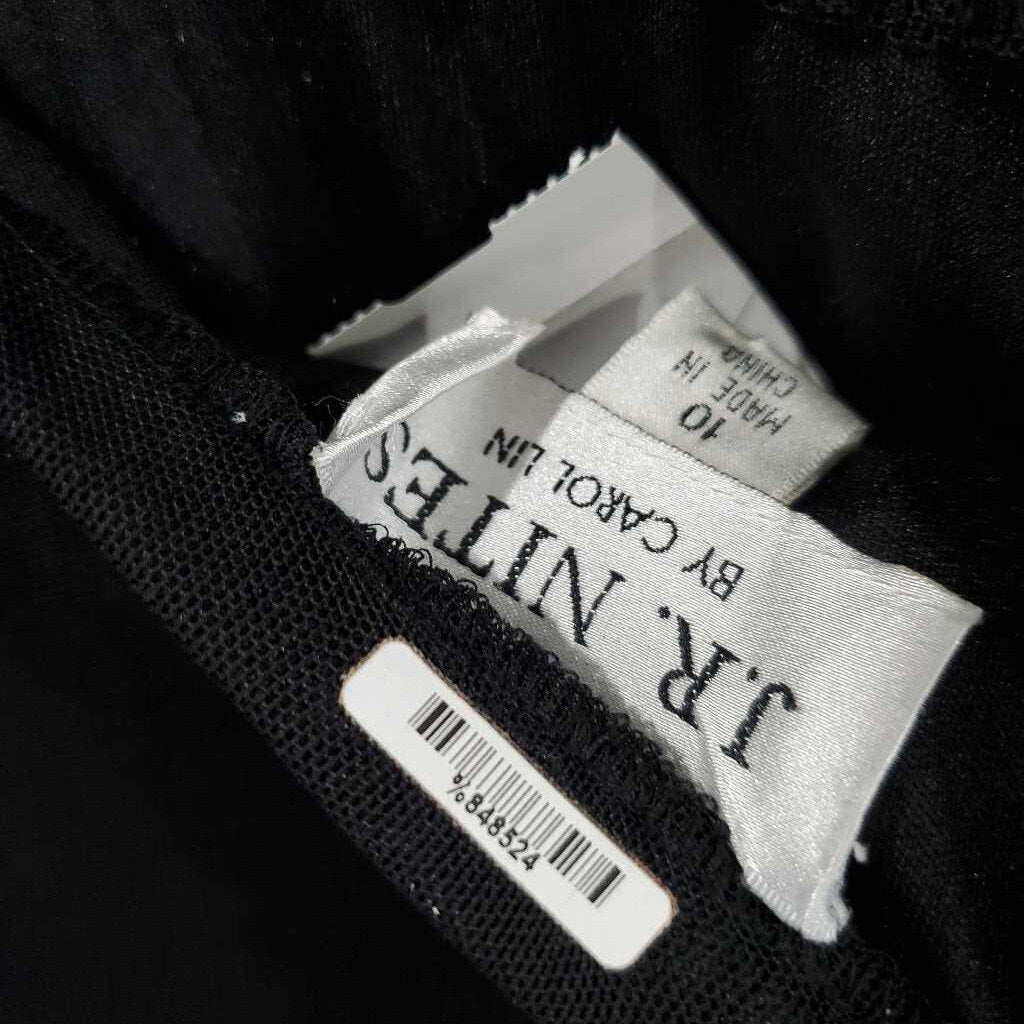 J.R. NITES
BY CAROL LIN
10
MADE IN
CHINA
%848524